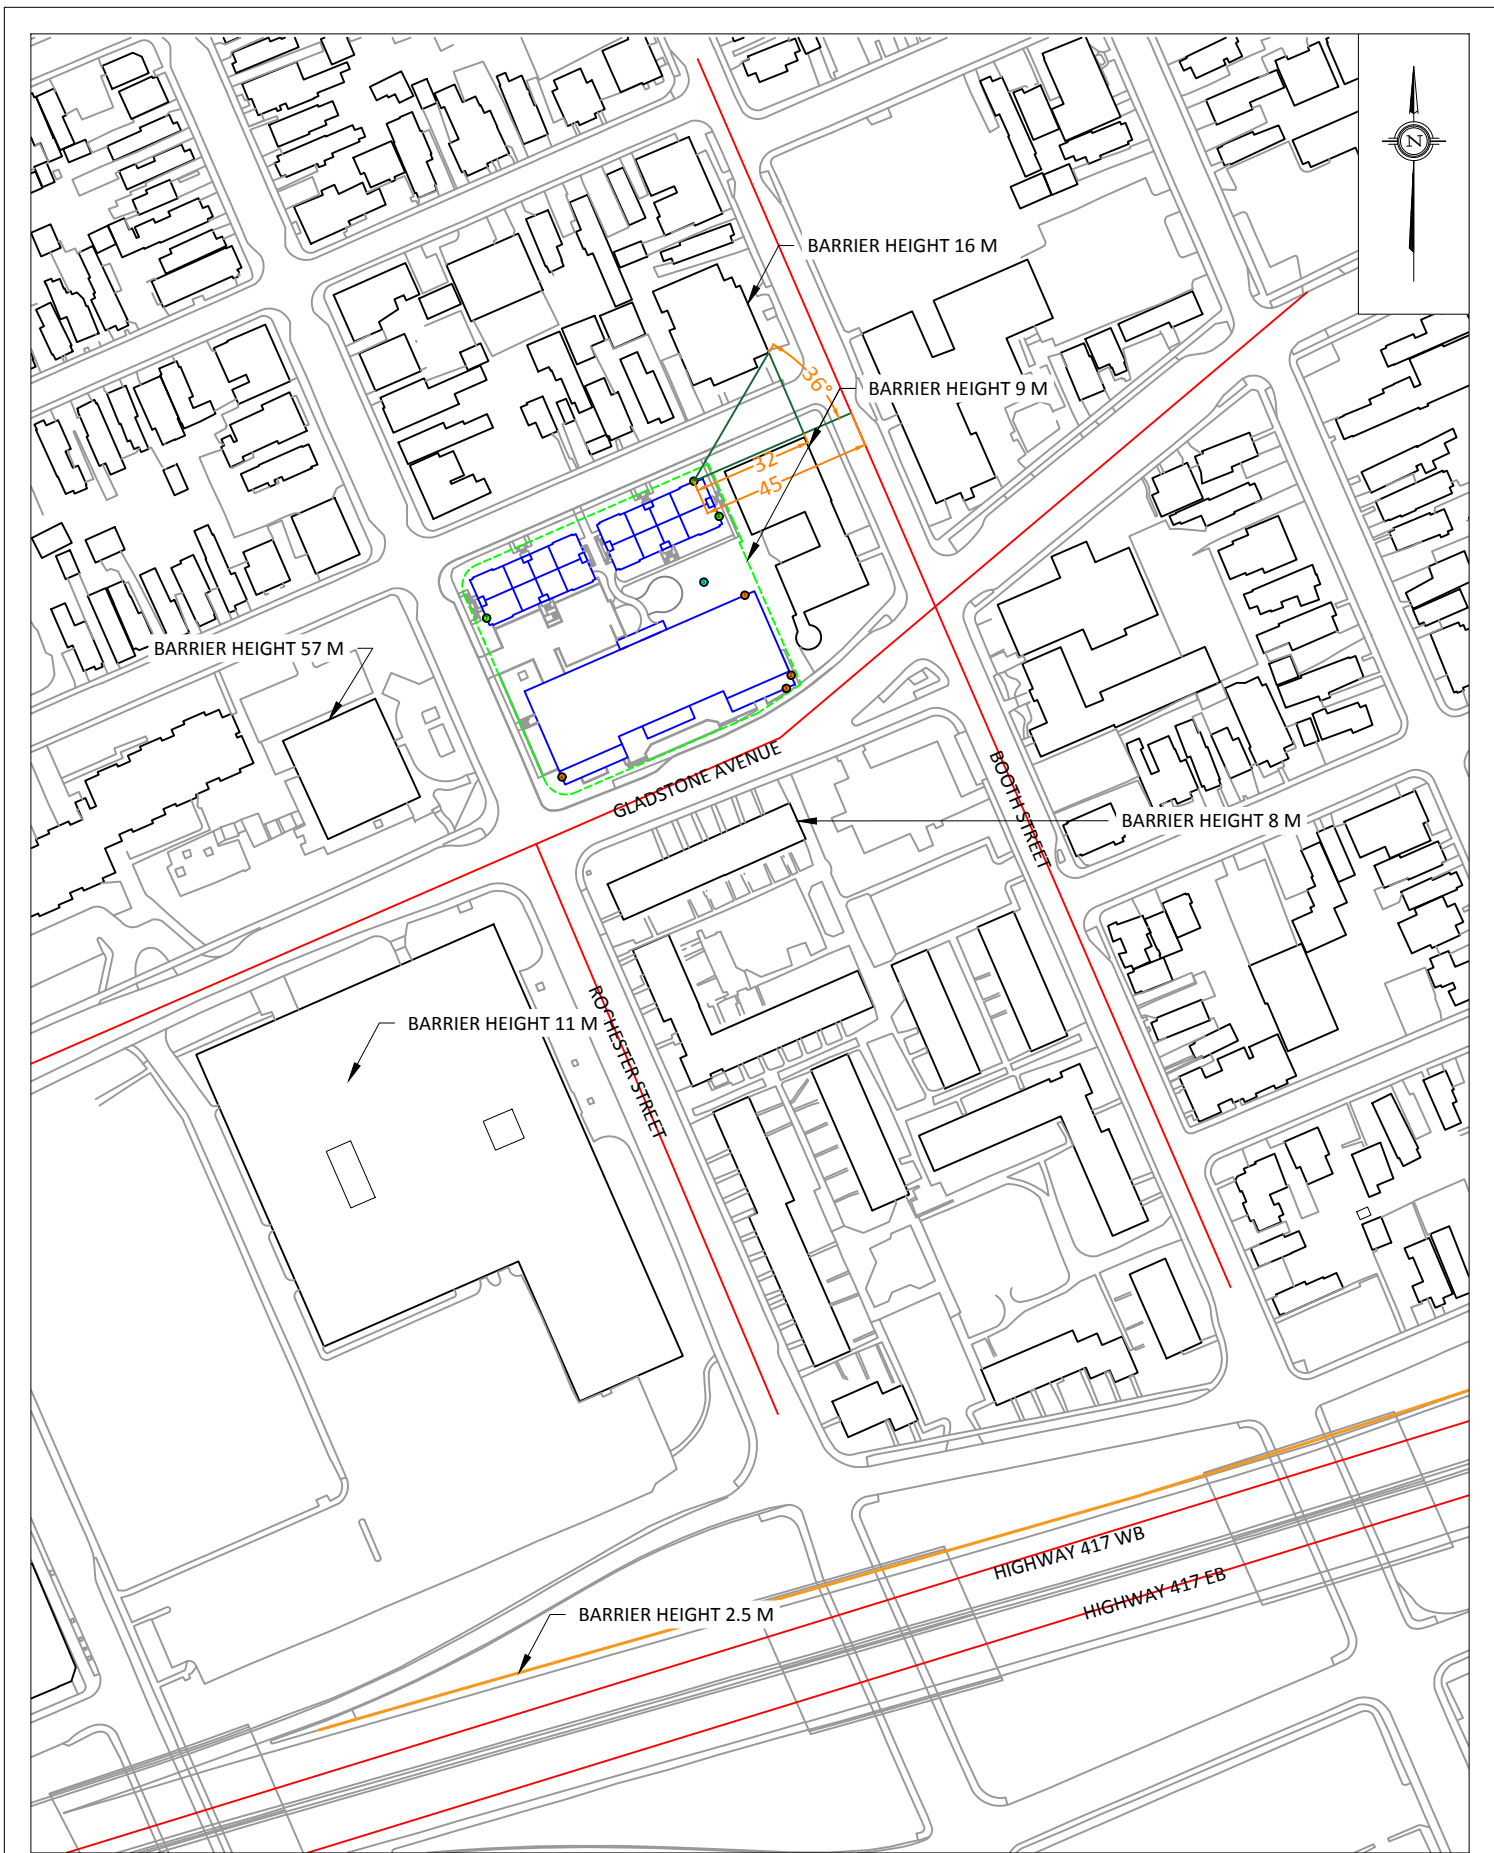 N
BARRIER HEIGHT 16 M
36°
BARRIER HEIGHT 9 M
32
45
BARRIER HEIGHT 57 M
GLADSTONE AVENUE
BOOTH STREET
BARRIER HEIGHT 8 M
ROCHESTER STREET
BARRIER HEIGHT 11 M
HIGHWAY 417 WB
HIGHWAY 417 EB
BARRIER HEIGHT 2.5 M